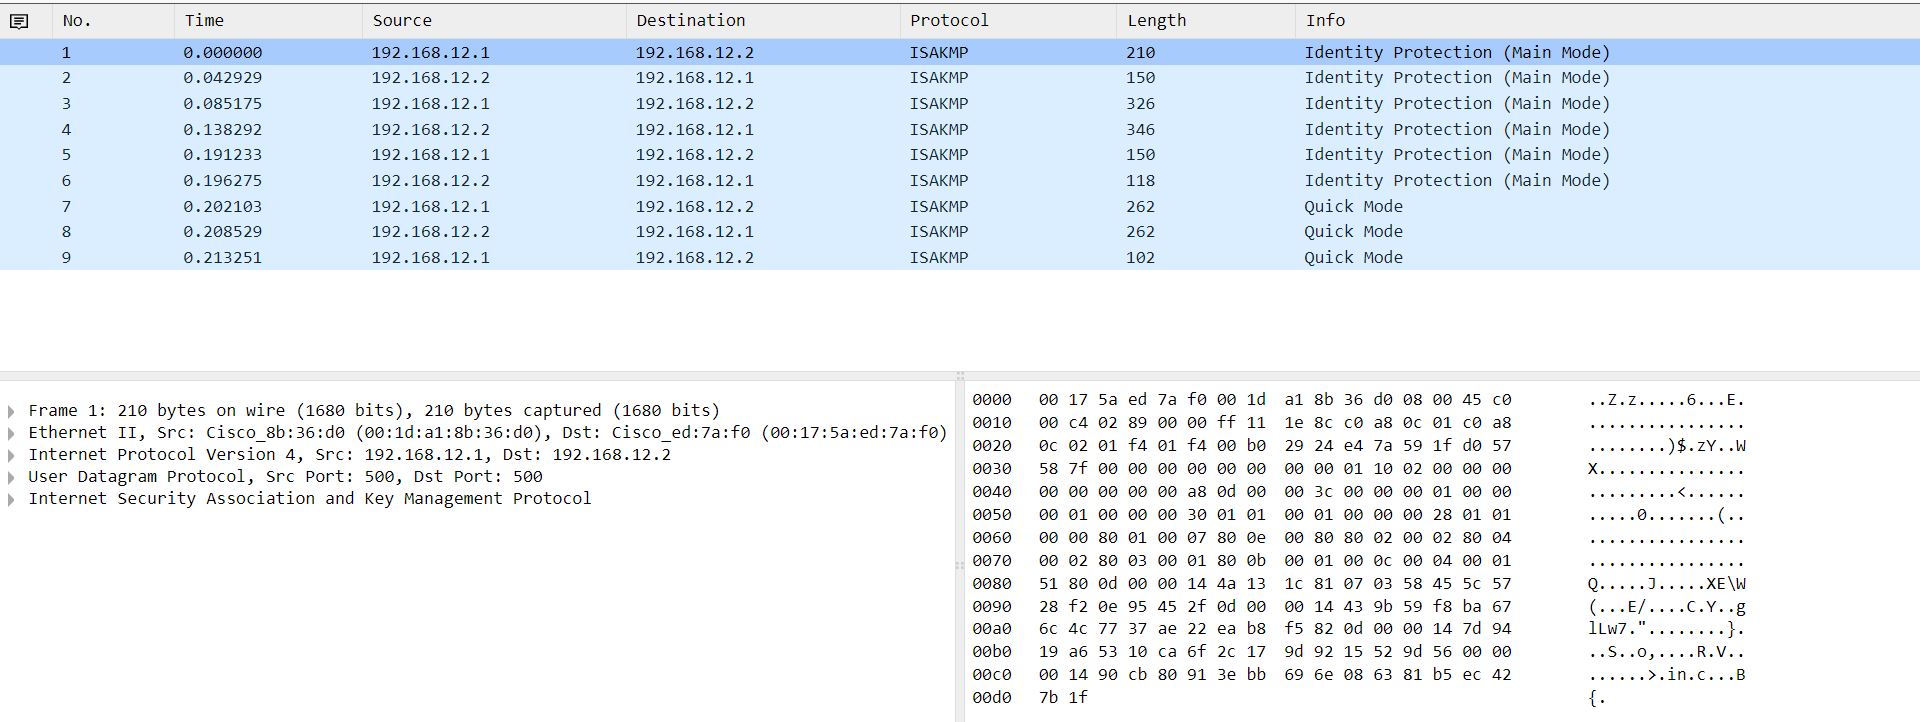 No. Time Source Destination Protocol Length Info
1 0.000000 192.168.12.1 192.168.12.2 ISAKMP 210 Identity Protection (Main Mode)
2 0.042929 192.168.12.2 192.168.12.1 ISAKMP 150 Identity Protection (Main Mode)
3 0.085175 192.168.12.1 192.168.12.2 ISAKMP 326 Identity Protection (Main Mode)
4 0.138292 192.168.12.2 192.168.12.1 ISAKMP 346 Identity Protection (Main Mode)
5 0.191233 192.168.12.1 192.168.12.2 ISAKMP 150 Identity Protection (Main Mode)
6 0.196275 192.168.12.2 192.168.12.1 ISAKMP 118 Identity Protection (Main Mode)
7 0.202103 192.168.12.1 192.168.12.2 ISAKMP 262 Quick Mode
8 0.208529 192.168.12.2 192.168.12.1 ISAKMP 262 Quick Mode
9 0.213251 192.168.12.1 192.168.12.2 ISAKMP 102 Quick Mode
Frame 1: 210 bytes on wire (1680 bits), 210 bytes captured (1680 bits)
Ethernet II, Src: Cisco_8b:36:d0 (00:1d:a1:8b:36:d0), Dst: Cisco_ed:7a:f0 (00:17:5a:ed:7a:f0)
Internet Protocol Version 4, Src: 192.168.12.1, Dst: 192.168.12.2
User Datagram Protocol, Src Port: 500, Dst Port: 500
Internet Security Association and Key Management Protocol
0000 00 17 5a ed 7a f0 00 1d a1 8b 36 d0 08 00 45 c0 ..Z.z.....6...E.
0010 00 c4 02 89 00 00 ff 11 1e 8c c0 a8 0c 01 c0 a8 ................
0020 0c 02 01 f4 01 f4 00 b0 29 24 e4 7a 59 1f d0 57 ........)$.zY..W
0030 58 7f 00 00 00 00 00 00 00 00 01 10 02 00 00 00 X...............
0040 00 00 00 00 00 a8 0d 00 00 3c 00 00 00 01 00 00 .........<......
0050 00 01 00 00 00 30 01 01 00 01 00 00 00 28 01 01 .....0.......(..
0060 00 00 80 01 00 07 80 0e 00 80 80 02 00 02 80 04 ................
0070 00 02 80 03 00 01 80 0b 00 01 00 0c 00 04 00 01 ................
0080 51 80 0d 00 00 14 4a 13 1c 81 07 03 58 45 5c 57 Q.....J.....XE\W
0090 28 f2 0e 95 45 2f 0d 00 00 14 43 9b 59 f8 ba 67 (...E/....C.Y..g
00a0 6c 4c 77 37 ae 22 ea b8 f5 82 0d 00 00 14 7d 94 lLw7."........}.
00b0 19 a6 53 10 ca 6f 2c 17 9d 92 15 52 9d 56 00 00 ..S..o,....R.V..
00c0 00 14 90 cb 80 91 3e bb 69 6e 08 63 81 b5 ec 42 ......>.in.c...B
00d0 7b 1f {.